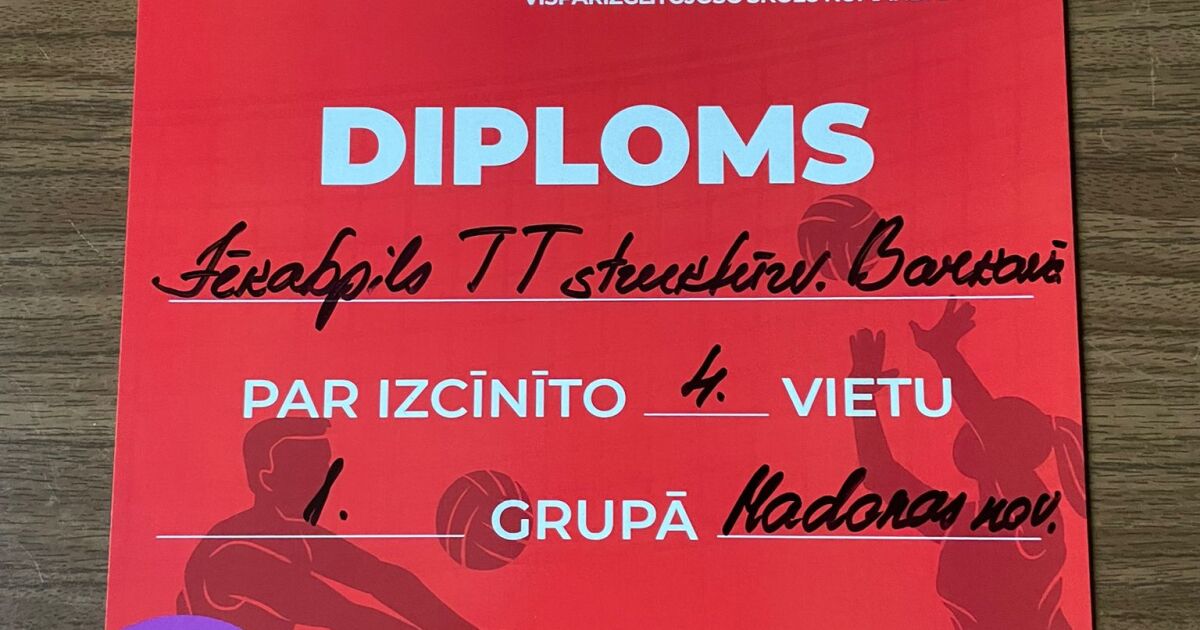 DIPLOMS
Jēkabpils TT struktūrv. Barkavā
PAR IZCĪNĪTO 4. VIETU
1. GRUPĀ Madonas nov.